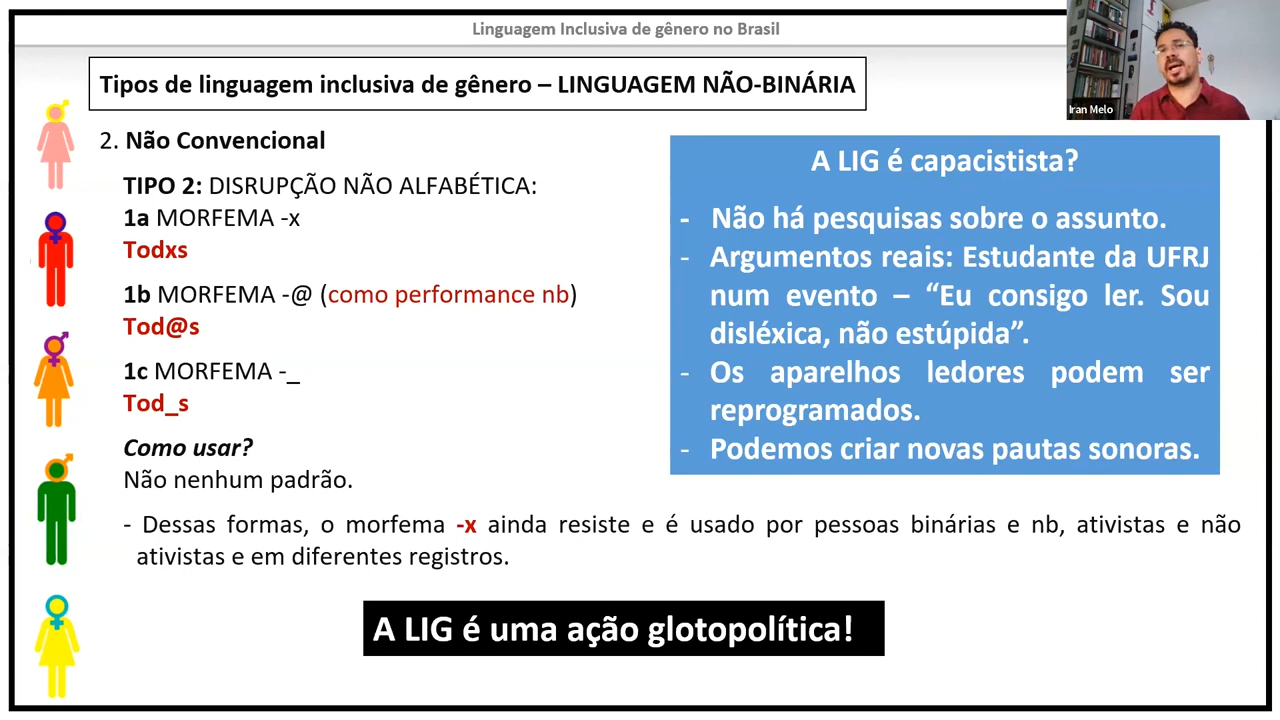 Linguagem Inclusiva de gênero no Brasil
Tipos de linguagem inclusiva de gênero – LINGUAGEM NÃO-BINÁRIA
Iran Melo
2. Não Convencional
TIPO 2: DISRUPÇÃO NÃO ALFABÉTICA:
1a MORFEMA -x
Todxs
1b MORFEMA -@ (como performance nb)
Tod@s
1c MORFEMA -_
Tod_s
Como usar?
Não nenhum padrão.
A LIG é capacistista?
- Não há pesquisas sobre o assunto.
- Argumentos reais: Estudante da UFRJ
num evento – “Eu consigo ler. Sou
disléxica, não estúpida”.
- Os aparelhos ledores podem ser
reprogramados.
- Podemos criar novas pautas sonoras.
- Dessas formas, o morfema -x ainda resiste e é usado por pessoas binárias e nb, ativistas e não
ativistas e em diferentes registros.
A LIG é uma ação glotopolítica!